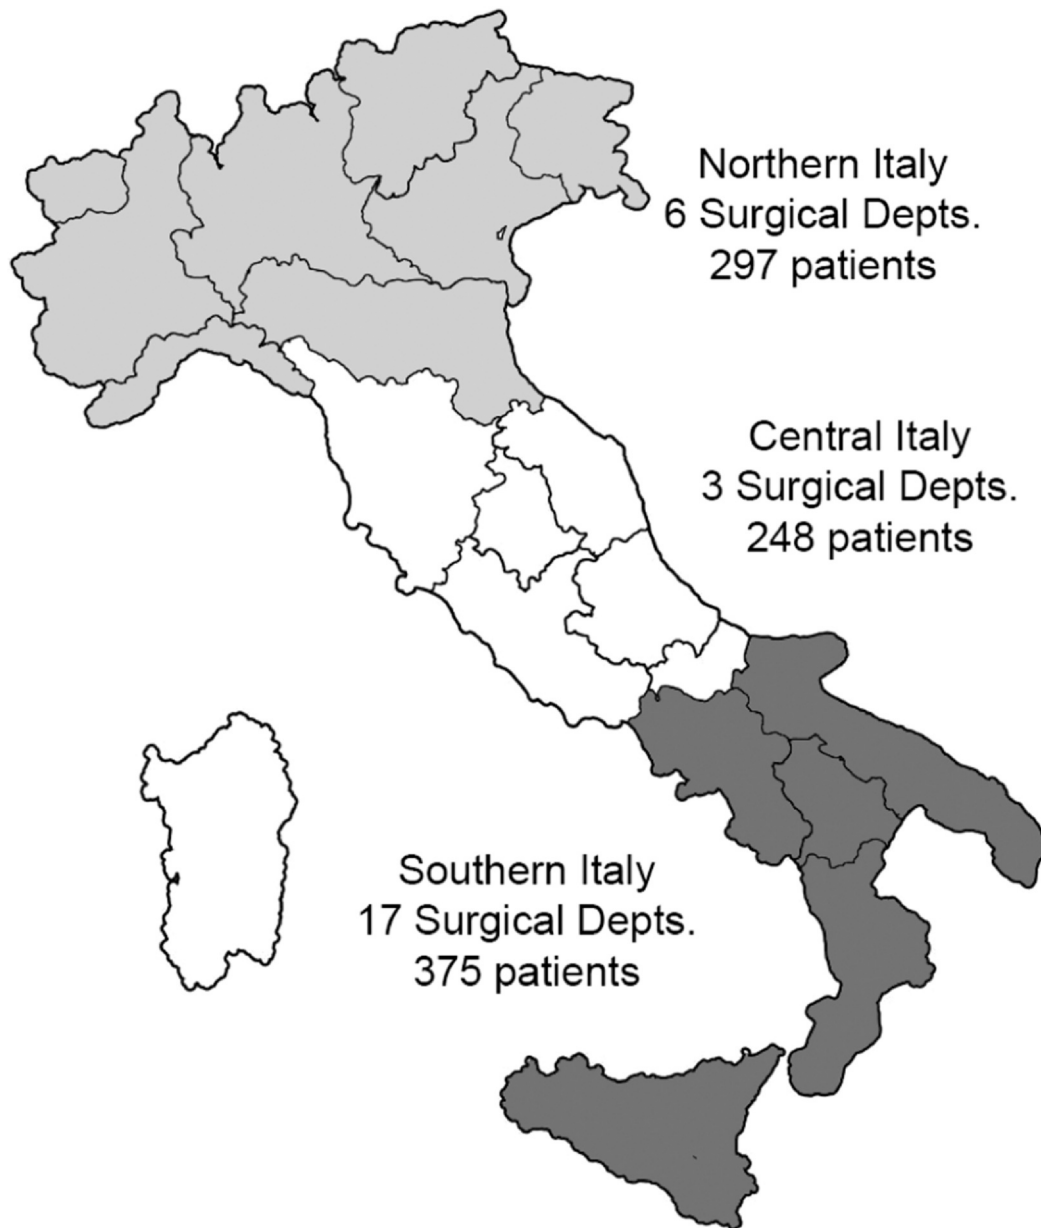 Northern Italy
6 Surgical Depts.
297 patients
Central Italy
3 Surgical Depts.
248 patients
Southern Italy
17 Surgical Depts.
375 patients